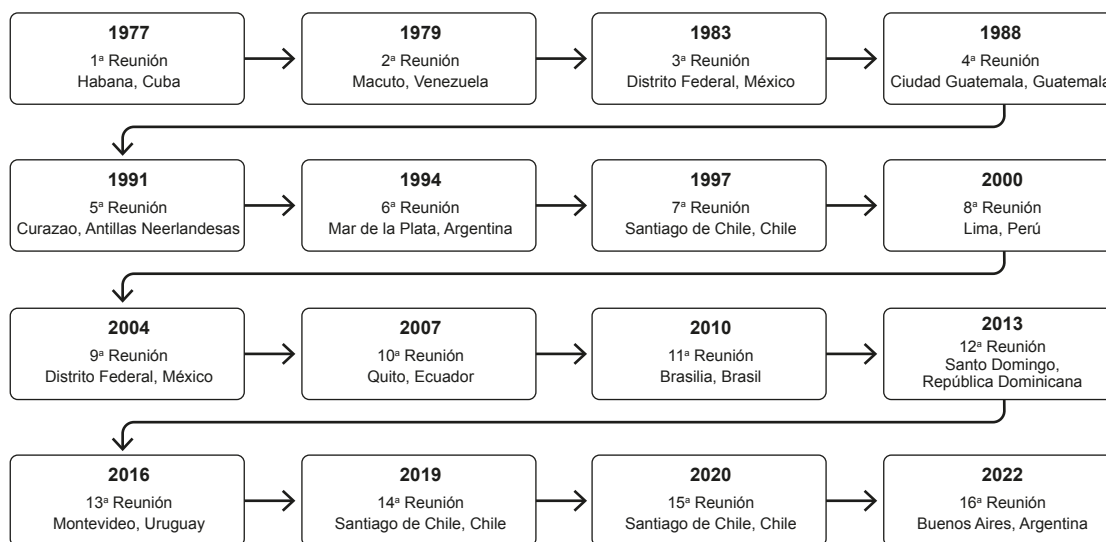 1977
1ª Reunión
Habana, Cuba
1979
2ª Reunión
Macuto, Venezuela
1983
3ª Reunión
Distrito Federal, México
1988
4ª Reunión
Ciudad Guatemala, Guatemala
1991
5ª Reunión
Curazao, Antillas Neerlandesas
1994
6ª Reunión
Mar de la Plata, Argentina
1997
7ª Reunión
Santiago de Chile, Chile
2000
8ª Reunión
Lima, Perú
2004
9ª Reunión
Distrito Federal, México
2007
10ª Reunión
Quito, Ecuador
2010
11ª Reunión
Brasilia, Brasil
2013
12ª Reunión
Santo Domingo,
República Dominicana
2016
13ª Reunión
Montevideo, Uruguay
2019
14ª Reunión
Santiago de Chile, Chile
2020
15ª Reunión
Santiago de Chile, Chile
2022
16ª Reunión
Buenos Aires, Argentina